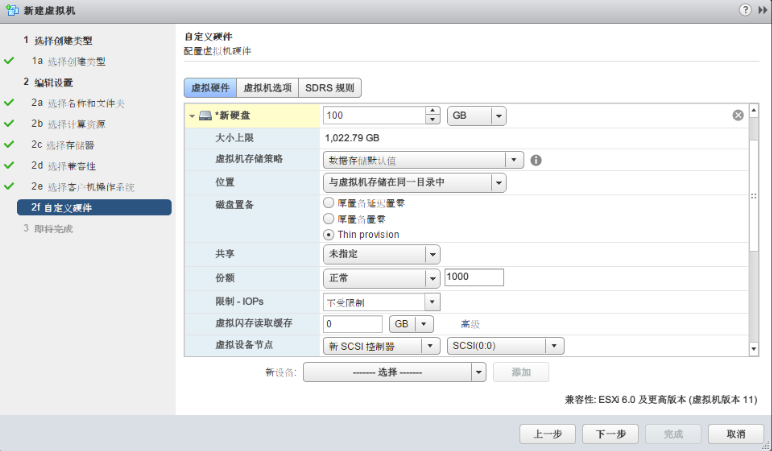 新建虚拟机
1 选择创建类型
1a 选择创建类型
2 编辑设置
2a 选择名称和文件夹
2b 选择计算资源
2c 选择存储器
2d 选择兼容性
2e 选择客户机操作系统
2f 自定义硬件
3 即将完成
自定义硬件
配置虚拟机硬件
虚拟硬件 虚拟机选项 SDRS 规则
*新硬盘 100 GB
大小上限 1,022.79 GB
虚拟机存储策略 数据存储默认值
位置 与虚拟机存储在同一目录中
磁盘置备 厚置备延迟置零
厚置备置零
Thin provision
共享 未指定
份额 正常 1000
限制 - IOPs 不受限制
虚拟闪存读取缓存 0 GB 高级
虚拟设备节点 新 SCSI 控制器 SCSI(0:0)
新设备: ------- 选择 ------- 添加
兼容性: ESXi 6.0 及更高版本 (虚拟机版本 11)
上一步 下一步 完成 取消